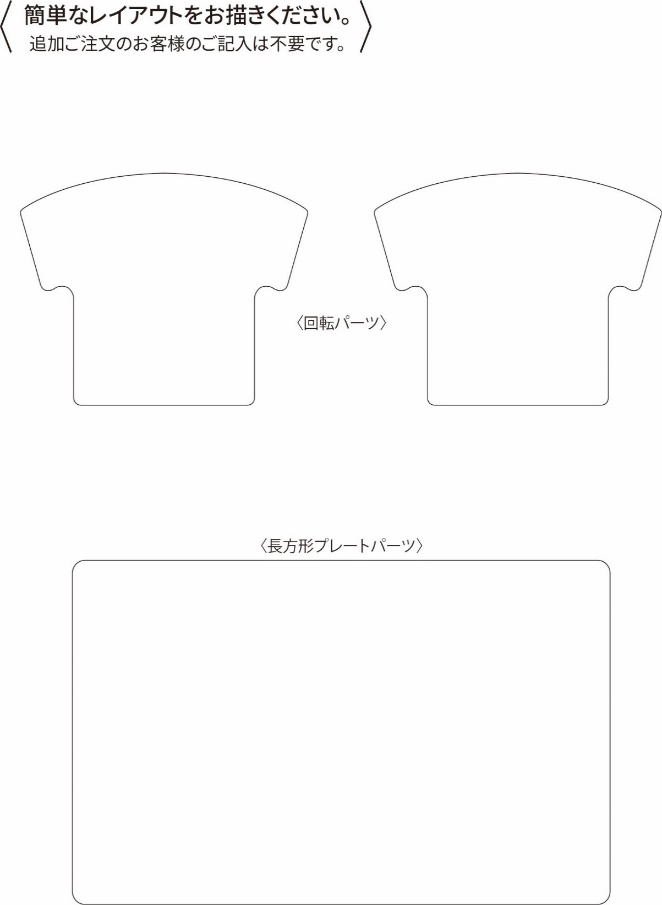 簡単なレイアウトをお描きください。
追加ご注文のお客様のご記入は不要です。
〈回転パーツ〉
〈長方形プレートパーツ〉